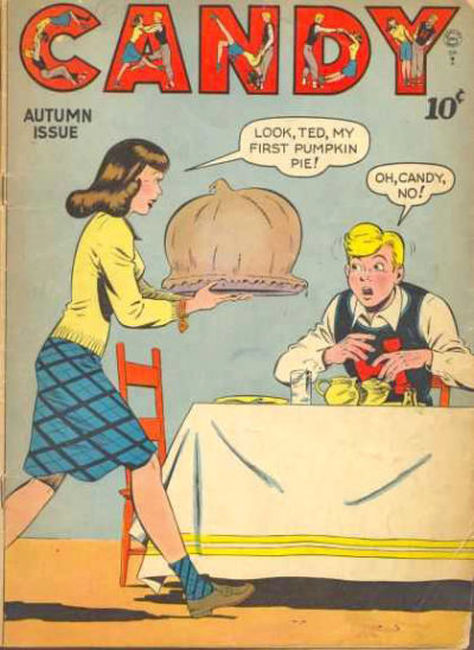 CANDY
AUTUMN
ISSUE
10¢
LOOK, TED, MY
FIRST PUMPKIN
PIE!
OH, CANDY,
NO!